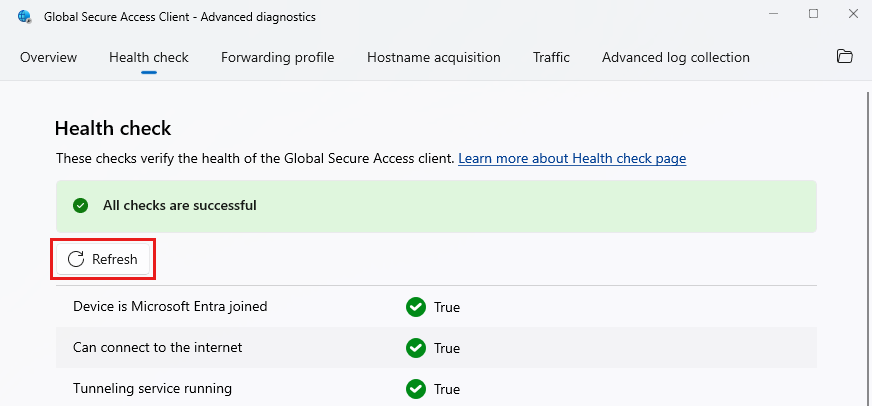 Global Secure Access Client - Advanced diagnostics
Overview Health check Forwarding profile Hostname acquisition Traffic Advanced log collection
Health check
These checks verify the health of the Global Secure Access client. Learn more about Health check page
All checks are successful
Refresh
Device is Microsoft Entra joined True
Can connect to the internet True
Tunneling service running True